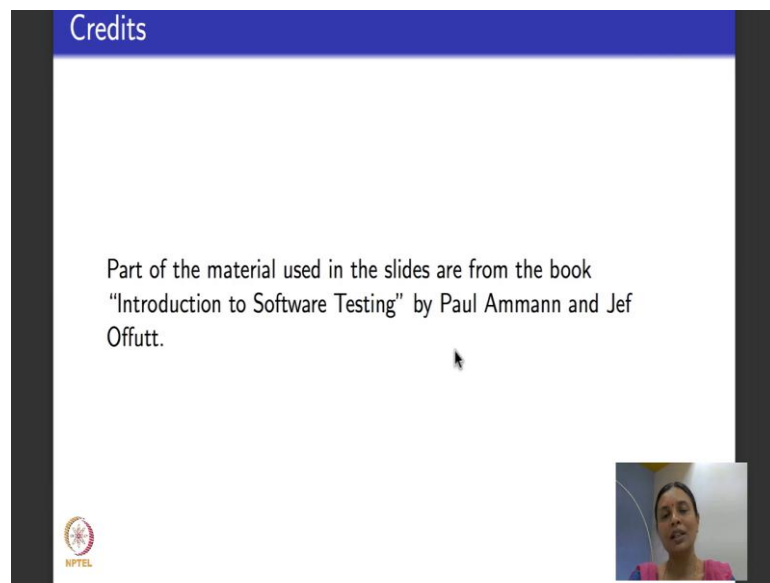 Credits
Part of the material used in the slides are from the book
“Introduction to Software Testing” by Paul Ammann and Jef
Offutt.
NPTEL